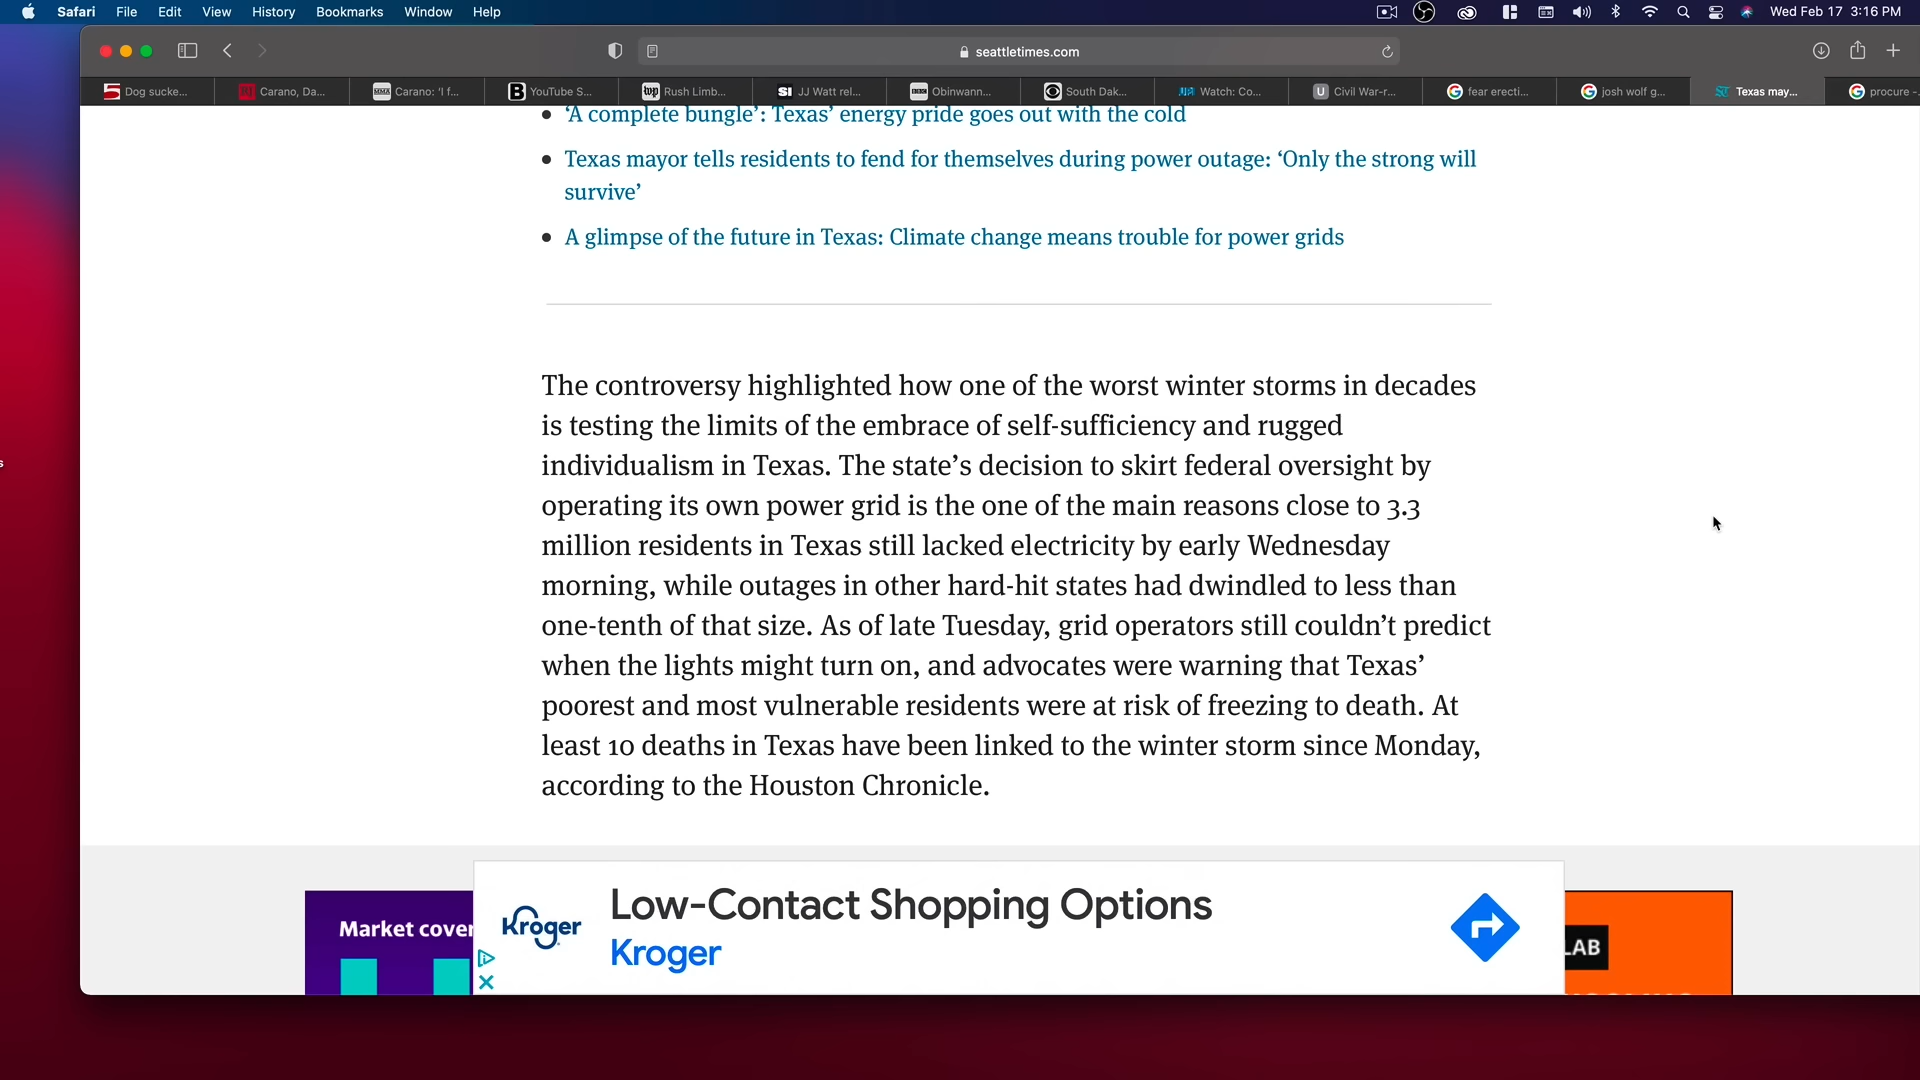 Safari File Edit View History Bookmarks Window Help Wed Feb 17 3:16 PM
seattletimes.com
Dog sucke... Carano, Da... MMA Carano: 'I f... B YouTube S... wp Rush Limb... SI JJ Watt rel... BBC Obinwann... South Dak... Watch: Co... U Civil War-r... G fear erecti... G josh wolf g... ST Texas may... G procure -
‘A complete bungle’: Texas’ energy pride goes out with the cold
Texas mayor tells residents to fend for themselves during power outage: ‘Only the strong will
survive’
A glimpse of the future in Texas: Climate change means trouble for power grids
The controversy highlighted how one of the worst winter storms in decades
is testing the limits of the embrace of self-sufficiency and rugged
individualism in Texas. The state’s decision to skirt federal oversight by
operating its own power grid is the one of the main reasons close to 3.3
million residents in Texas still lacked electricity by early Wednesday
morning, while outages in other hard-hit states had dwindled to less than
one-tenth of that size. As of late Tuesday, grid operators still couldn’t predict
when the lights might turn on, and advocates were warning that Texas’
poorest and most vulnerable residents were at risk of freezing to death. At
least 10 deaths in Texas have been linked to the winter storm since Monday,
according to the Houston Chronicle.
Low-Contact Shopping Options
Kroger
Kroger
Market cover
LAB